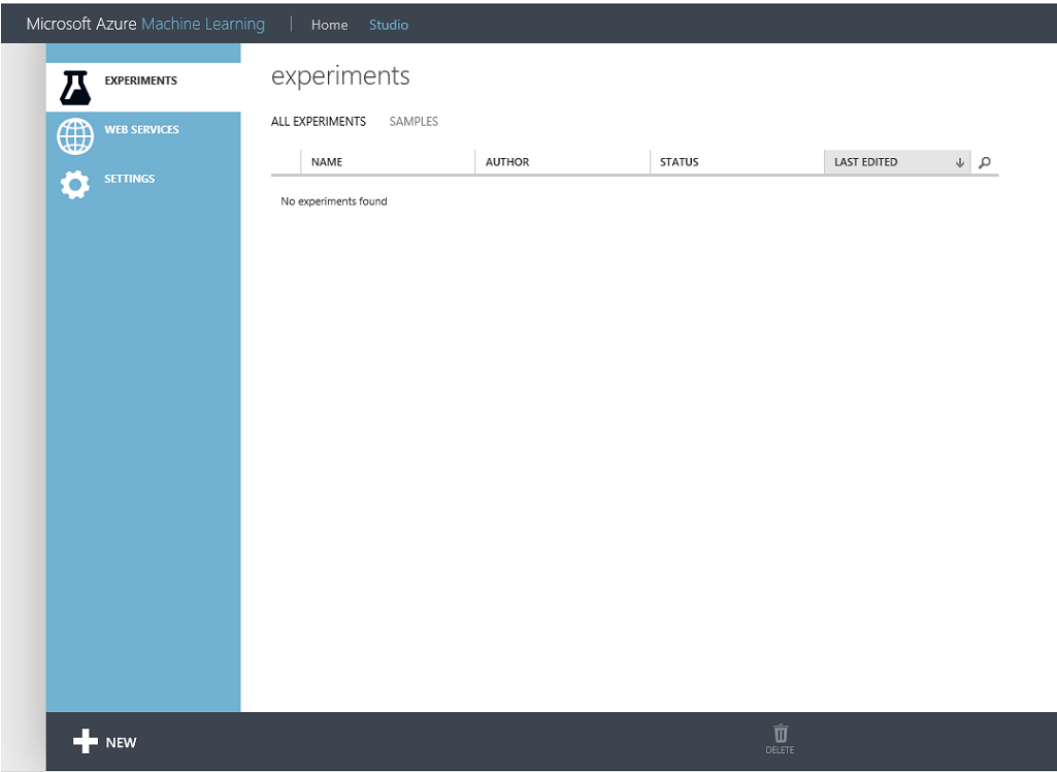 Microsoft Azure Machine Learning | Home Studio
EXPERIMENTS
WEB SERVICES
SETTINGS
experiments
ALL EXPERIMENTS SAMPLES
NAME AUTHOR STATUS LAST EDITED
No experiments found
NEW
DELETE